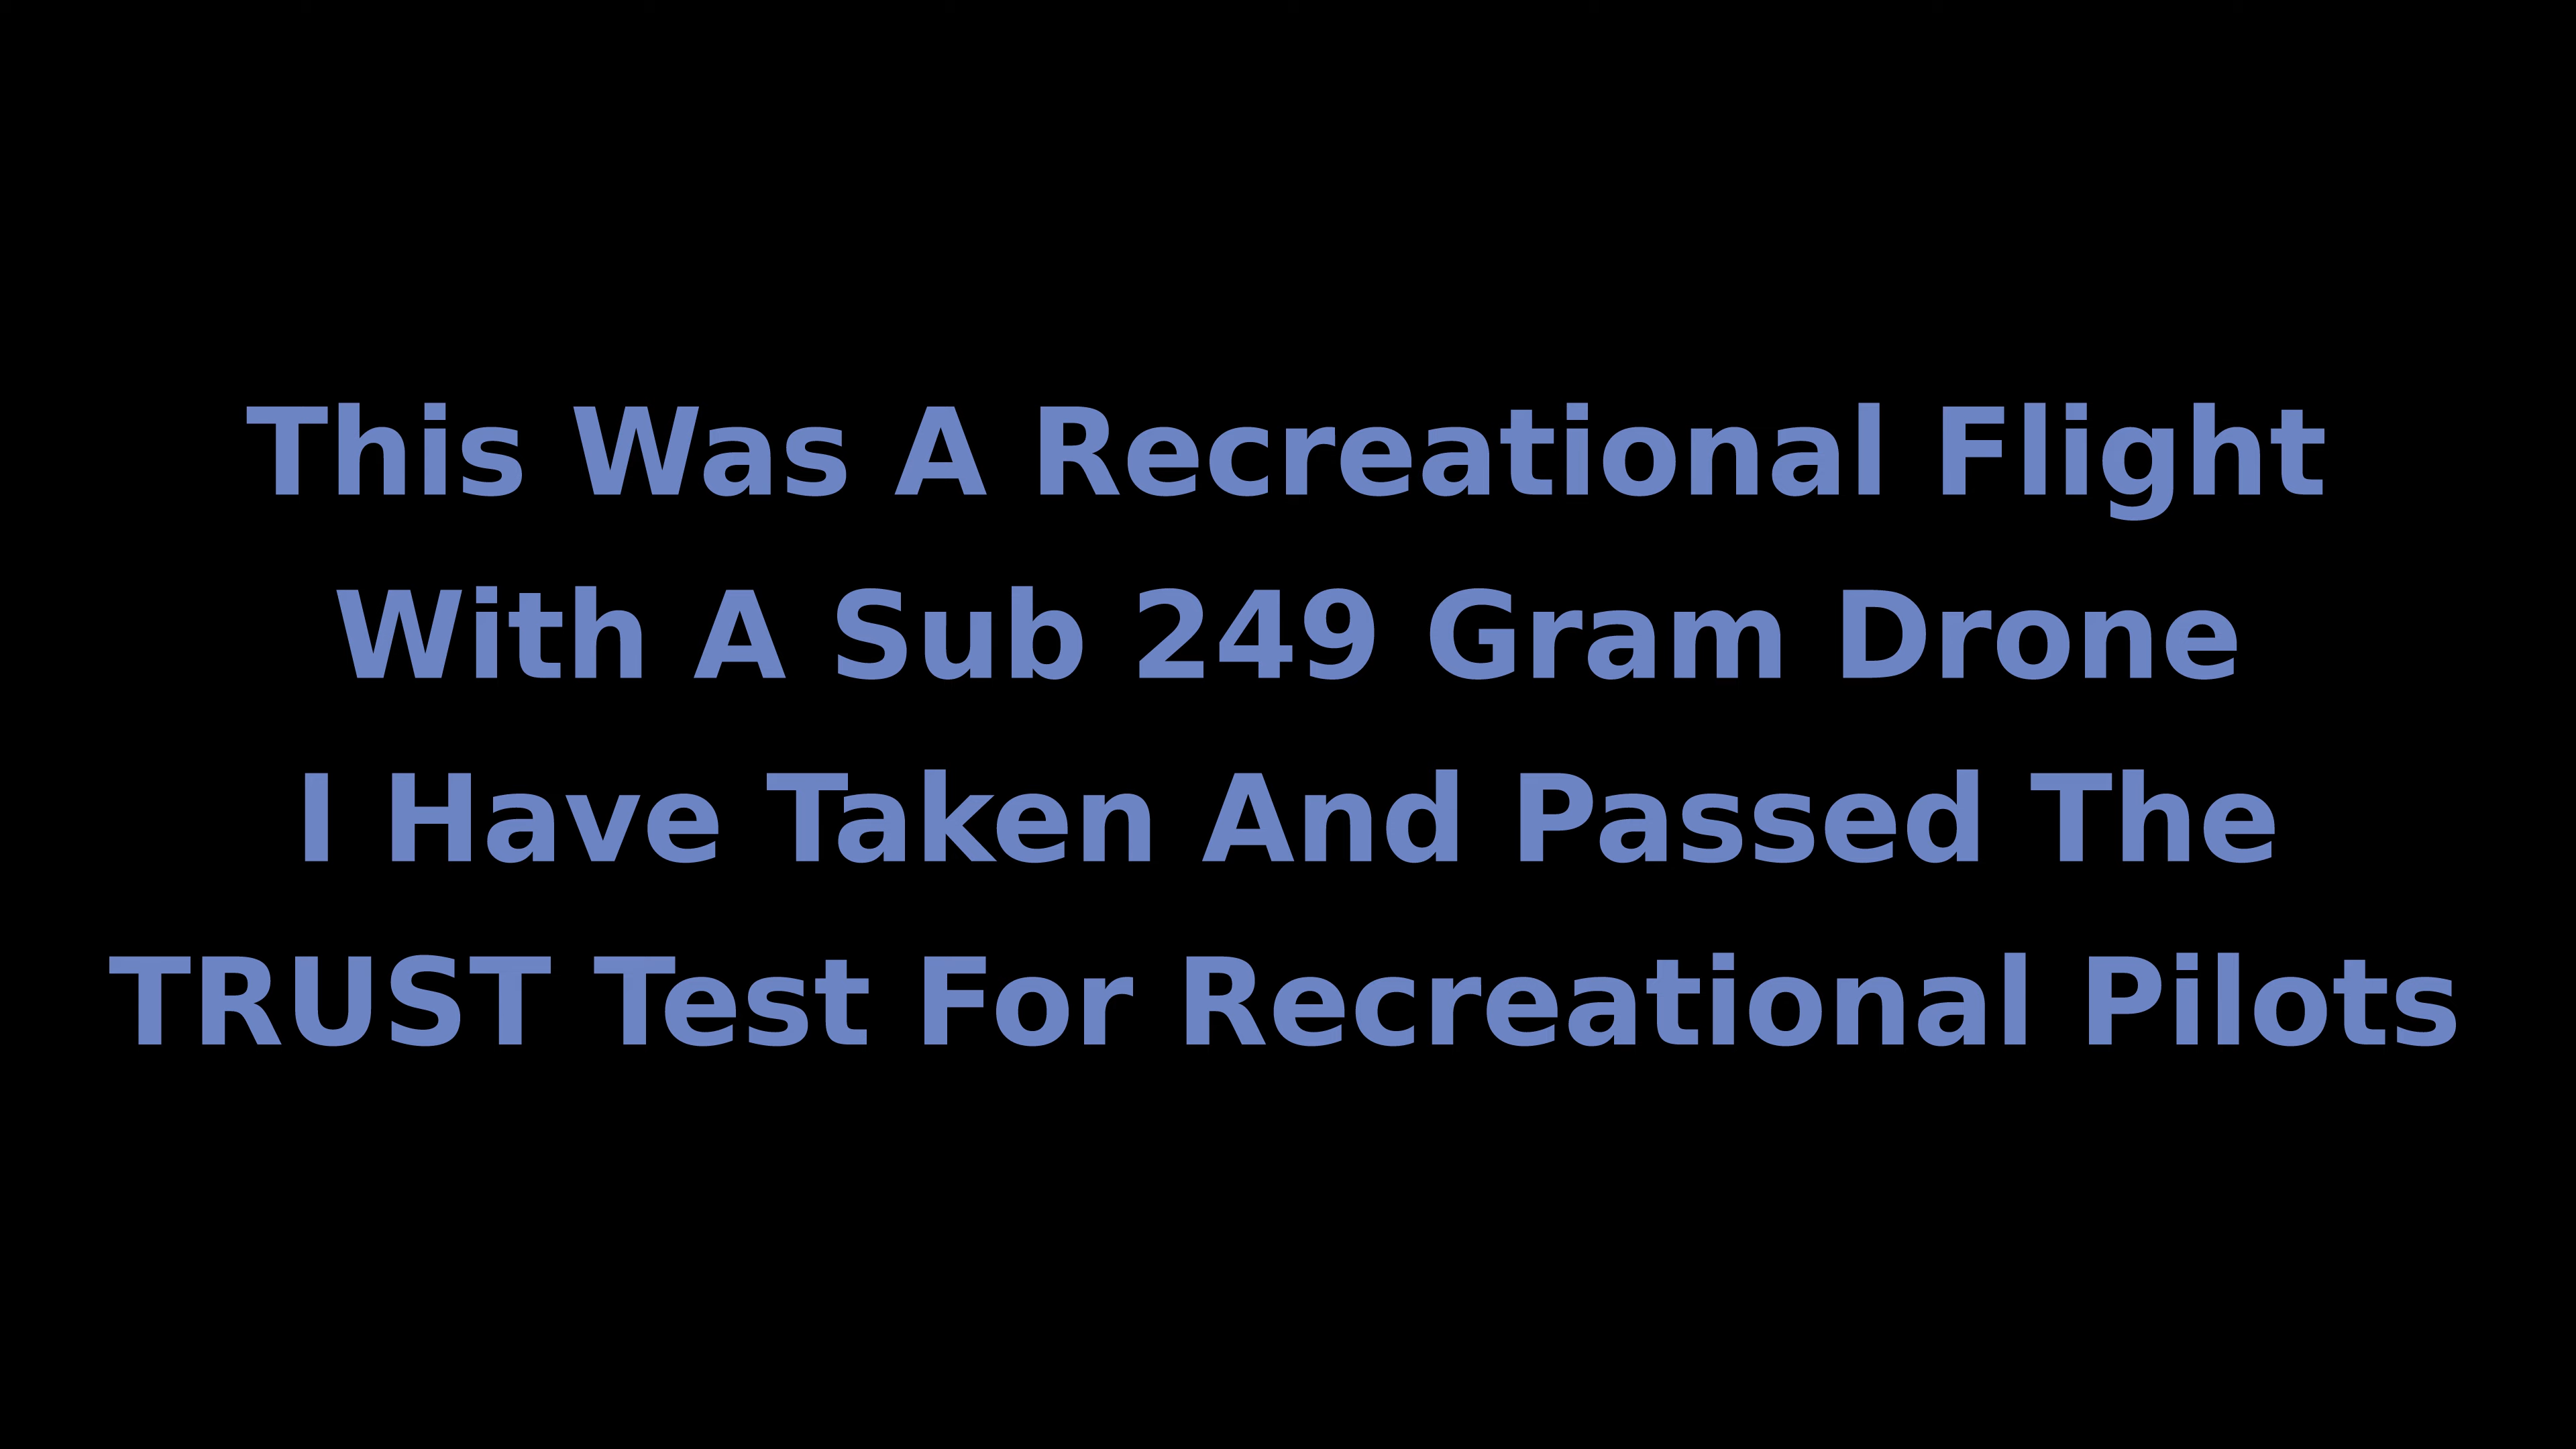 This Was A Recreational Flight
With A Sub 249 Gram Drone
I Have Taken And Passed The
TRUST Test For Recreational Pilots